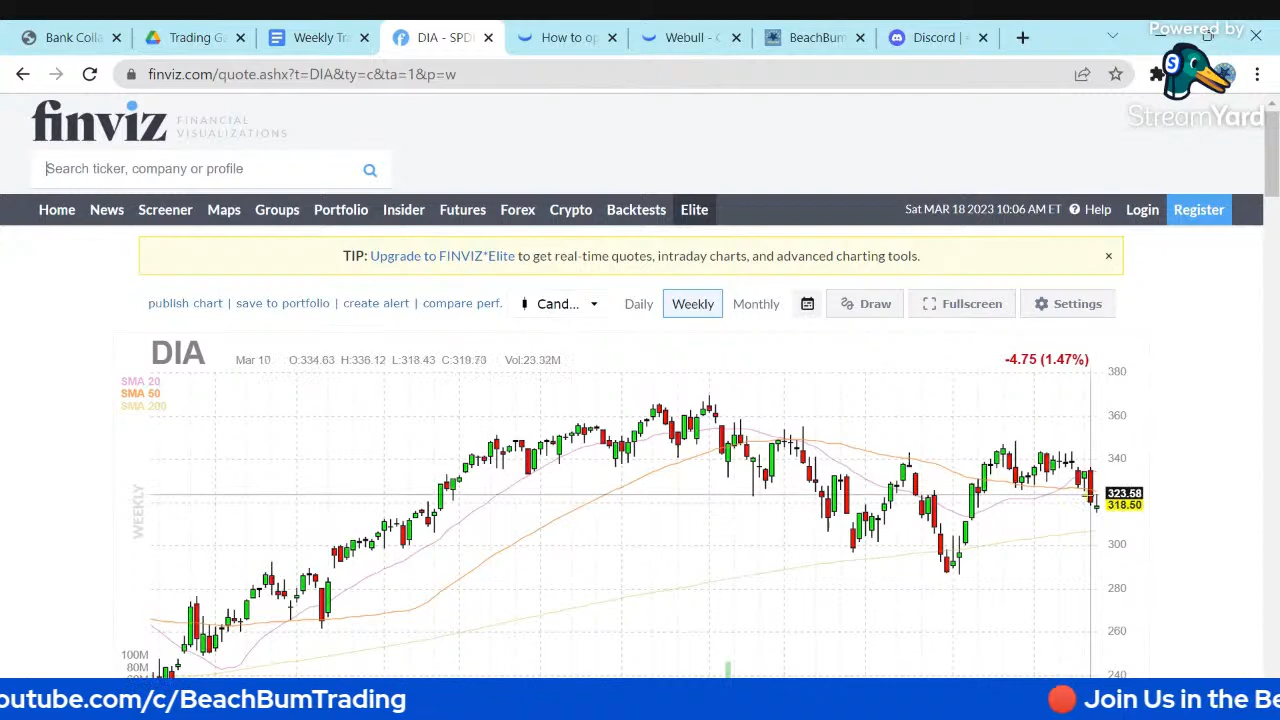 Powered by
Bank Colla
Trading Ga
Weekly Tra
DIA - SPD
How to op
Webull -
BeachBum
Discord |
finviz.com/quote.ashx?t=DIA&ty=c&ta=1&p=w
StreamYard
finviz
FINANCIAL
VISUALIZATIONS
Search ticker, company or profile
Home News Screener Maps Groups Portfolio Insider Futures Forex Crypto Backtests Elite
Sat MAR 18 2023 10:06 AM ET Help Login Register
TIP: Upgrade to FINVIZ*Elite to get real-time quotes, intraday charts, and advanced charting tools. ×
publish chart | save to portfolio | create alert | compare perf.
Cand...
Daily Weekly Monthly Draw Fullscreen Settings
DIA
Mar 10 O:334.63 H:336.12 L:318.43 C:319.73 Vol:23.32M
-4.75 (1.47%)
SMA 20
SMA 50
SMA 200
380
360
340
323.58
318.50
300
280
260
240
WEEKLY
100M
80M
outube.com/c/BeachBumTrading
Join Us in the Be